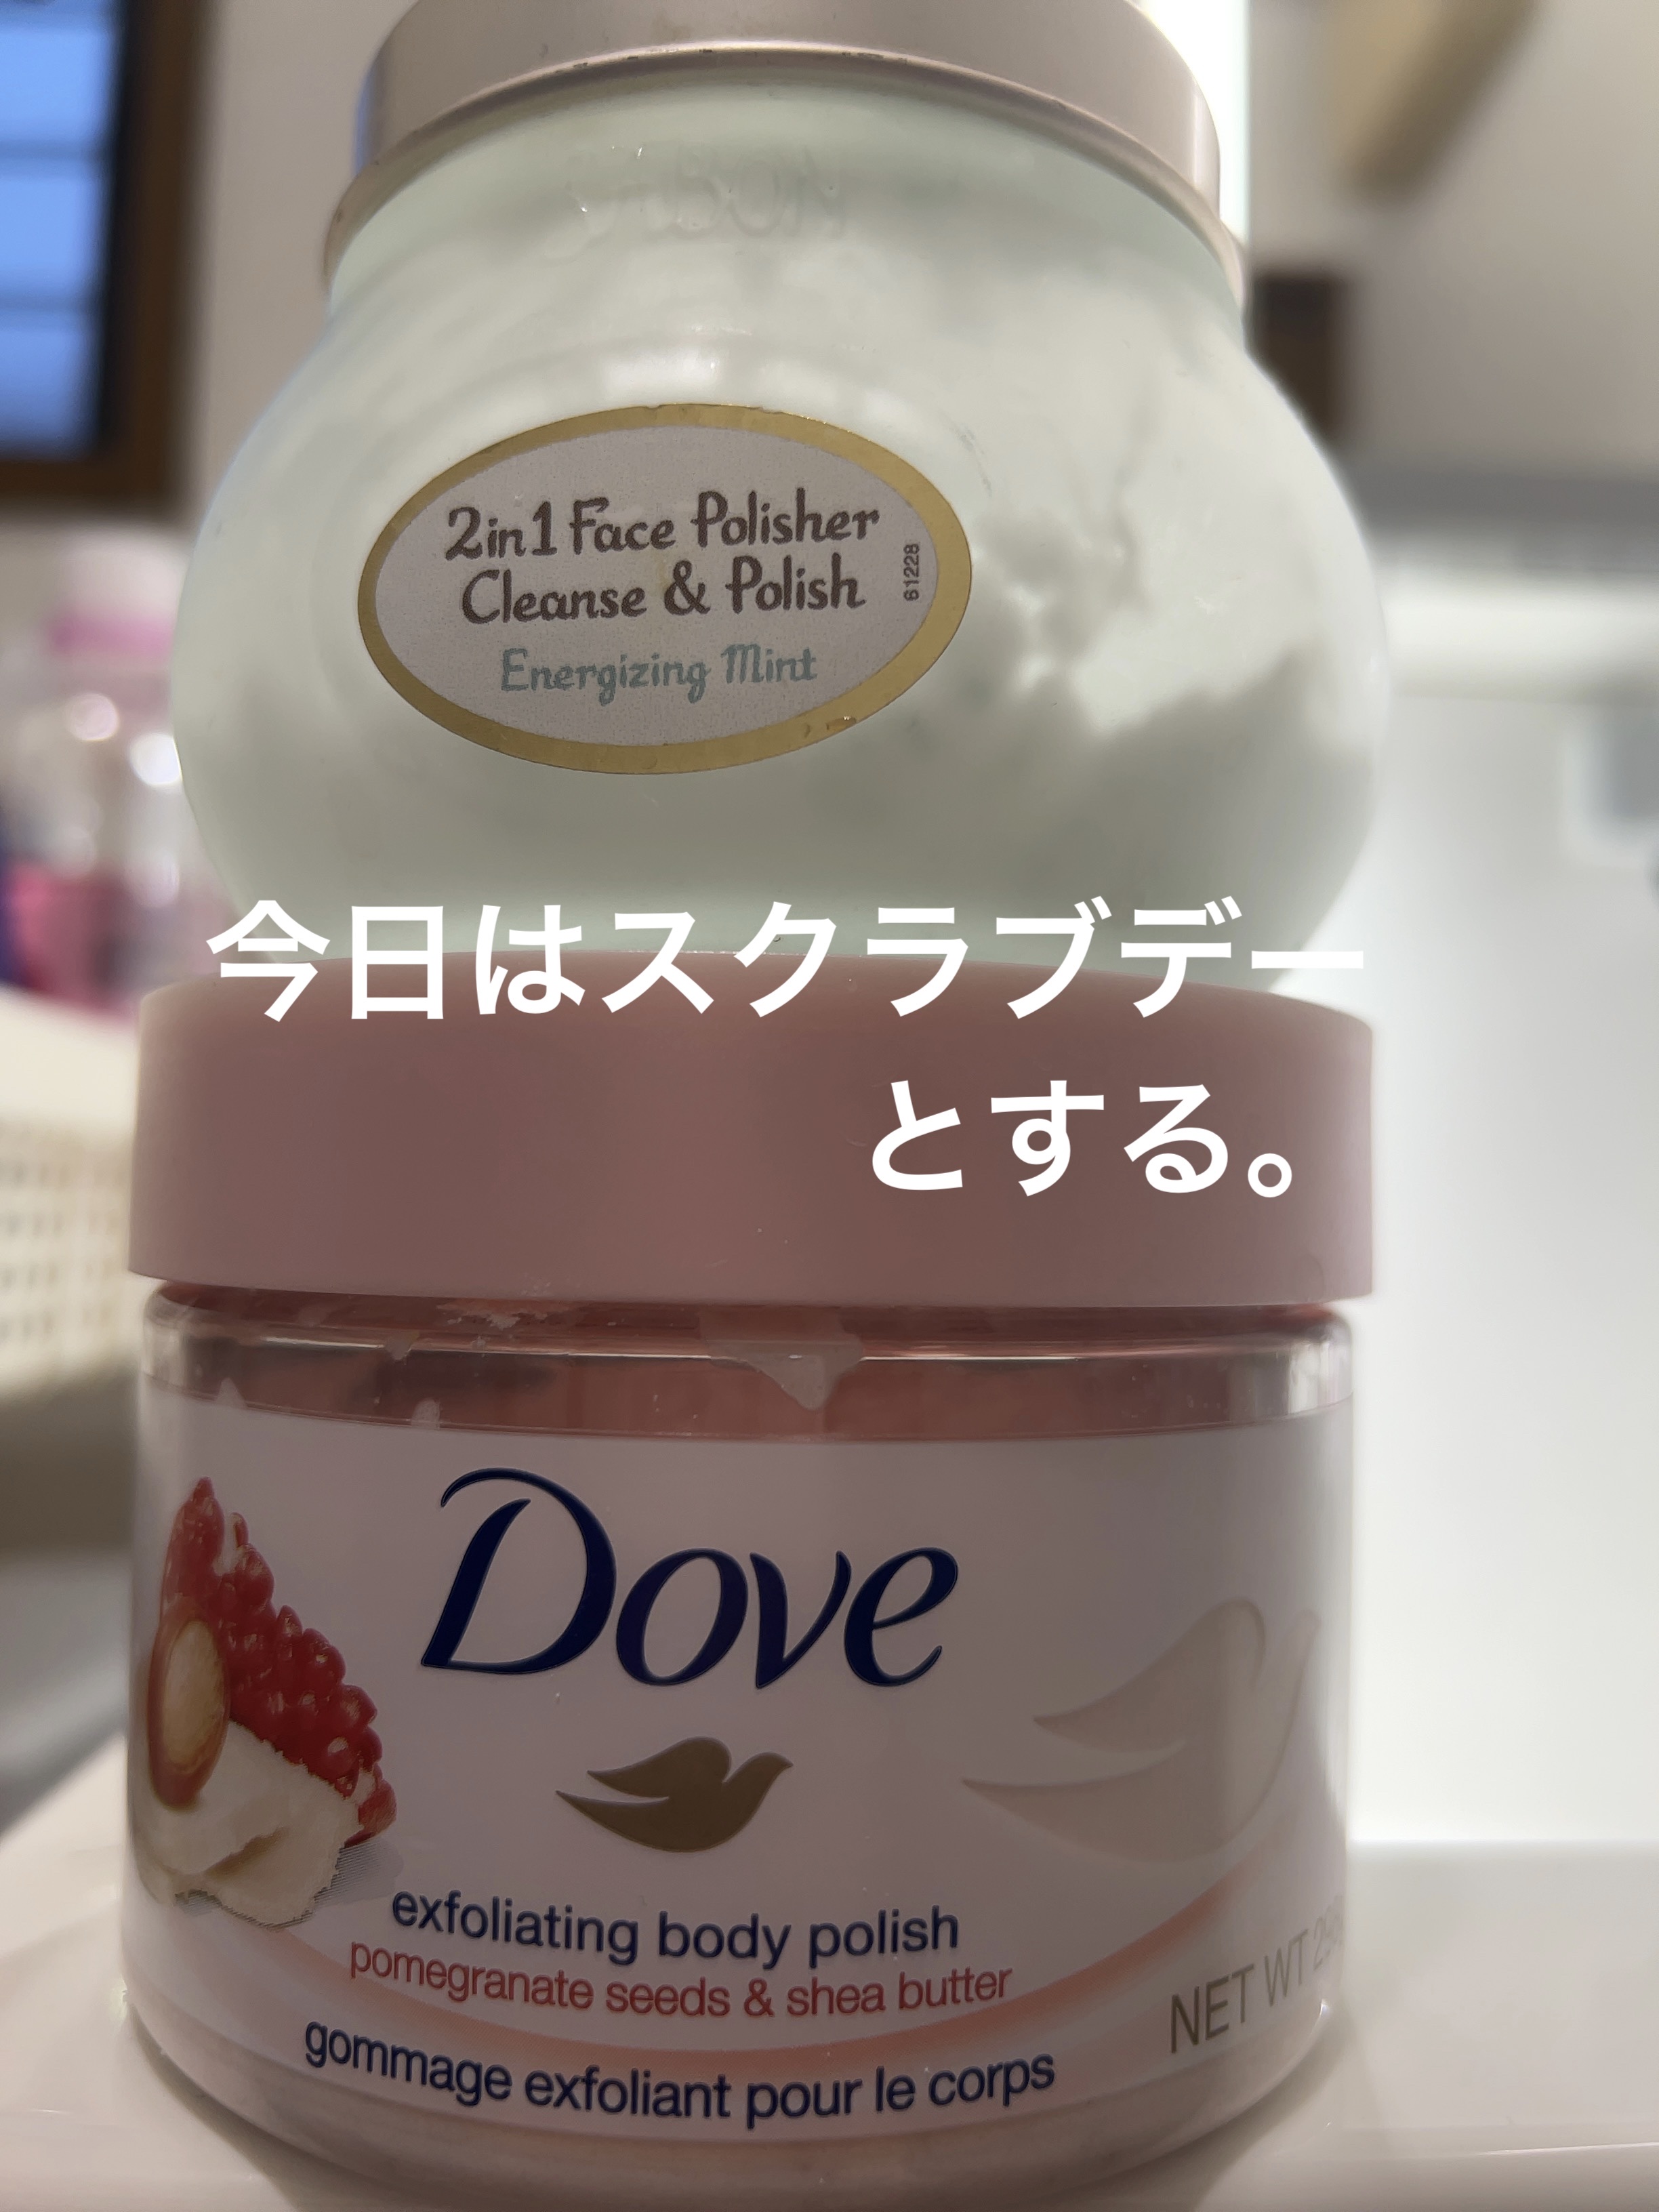 2in1 Face Polisher
Cleanse & Polish
Energizing Mint
61228
今日はスクラブデー
とする。
Dove
exfoliating body polish
pomegranate seeds & shea butter
gommage exfoliant pour le corps
NET WT